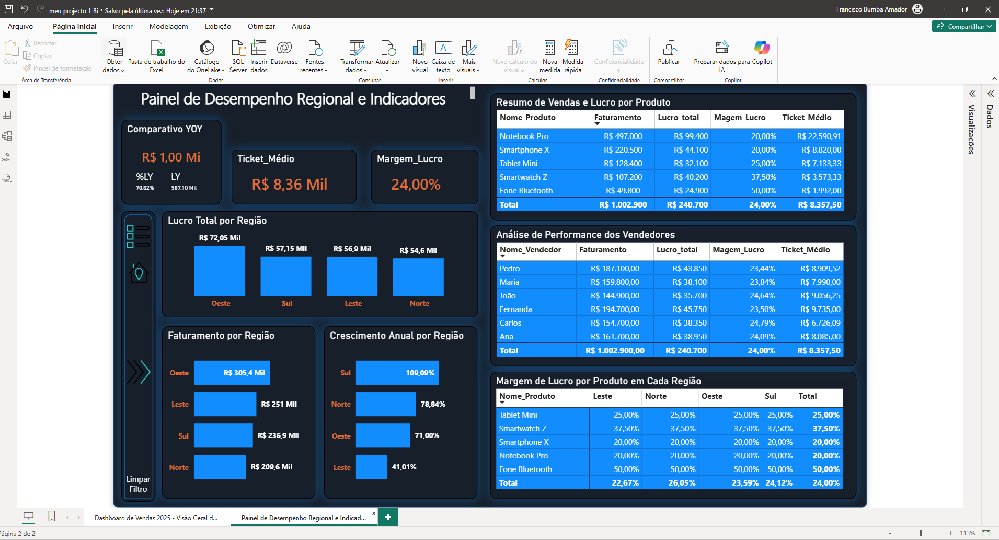 meu projecto 1 Bi • Salvo pela última vez: Hoje em 21:37
Francisco Bumba Amador
Arquivo Página Inicial Inserir Modelagem Exibição Otimizar Ajuda Compartilhar
Colar
Recortar
Copiar
Pincel de formatação
Área de Transferência
Obter dados
Pasta de trabalho do Excel
Catálogo do OneLake
SQL Server
Inserir dados
Dataverse
Fontes recentes
Dados
Transformar dados
Atualizar
Consultas
Novo visual
Caixa de texto
Mais visuais
Inserir
Novo cálculo do visual
Nova medida
Medida rápida
Cálculos
Confidencialidade
Confidencialidade
Publicar
Compartilhar
Preparar dados para IA
Copilot
Copilot
DAX
TMDL
Painel de Desempenho Regional e Indicadores
Comparativo YOY
R$ 1,00 Mi
%LY LY
70,82% 587,10 Mil
Ticket_Médio
R$ 8,36 Mil
Margem_Lucro
24,00%
Limpar
Filtro
Lucro Total por Região
R$ 72,05 Mil R$ 57,15 Mil R$ 56,9 Mil R$ 54,6 Mil
Oeste Sul Leste Norte
Faturamento por Região
Oeste R$ 305,4 Mil
Leste R$ 251 Mil
Sul R$ 236,9 Mil
Norte R$ 209,6 Mil
Crescimento Anual por Região
Sul 109,09%
Norte 78,84%
Oeste 71,00%
Leste 41,01%
Resumo de Vendas e Lucro por Produto
Nome_Produto Faturamento Lucro_total Magem_Lucro Ticket_Médio
Notebook Pro R$ 497.000 R$ 99.400 20,00% R$ 22.590,91
Smartphone X R$ 220.500 R$ 44.100 20,00% R$ 8.820,00
Tablet Mini R$ 128.400 R$ 32.100 25,00% R$ 7.133,33
Smartwatch Z R$ 107.200 R$ 40.200 37,50% R$ 3.573,33
Fone Bluetooth R$ 49.800 R$ 24.900 50,00% R$ 1.992,00
Total R$ 1.002.900 R$ 240.700 24,00% R$ 8.357,50
Análise de Performance dos Vendedores
Nome_Vendedor Faturamento Lucro_total Magem_Lucro Ticket_Médio
Pedro R$ 187.100,00 R$ 43.850 23,44% R$ 8.909,52
Maria R$ 159.800,00 R$ 38.100 23,84% R$ 7.990,00
João R$ 144.900,00 R$ 35.700 24,64% R$ 9.056,25
Fernanda R$ 194.700,00 R$ 45.750 23,50% R$ 9.735,00
Carlos R$ 154.700,00 R$ 38.350 24,79% R$ 6.726,09
Ana R$ 161.700,00 R$ 38.950 24,09% R$ 8.085,00
Total R$ 1.002.900,00 R$ 240.700 24,00% R$ 8.357,50
Margem de Lucro por Produto em Cada Região
Nome_Produto Leste Norte Oeste Sul Total
Tablet Mini 25,00% 25,00% 25,00% 25,00% 25,00%
Smartwatch Z 37,50% 37,50% 37,50% 37,50% 37,50%
Smartphone X 20,00% 20,00% 20,00% 20,00% 20,00%
Notebook Pro 20,00% 20,00% 20,00% 20,00% 20,00%
Fone Bluetooth 50,00% 50,00% 50,00% 50,00% 50,00%
Total 22,67% 26,05% 23,59% 24,12% 24,00%
Visualizações
Dados
Dashboard de Vendas 2025 - Visão Geral d...
Painel de Desempenho Regional e Indicad... x
+
Página 2 de 2
- + 113%